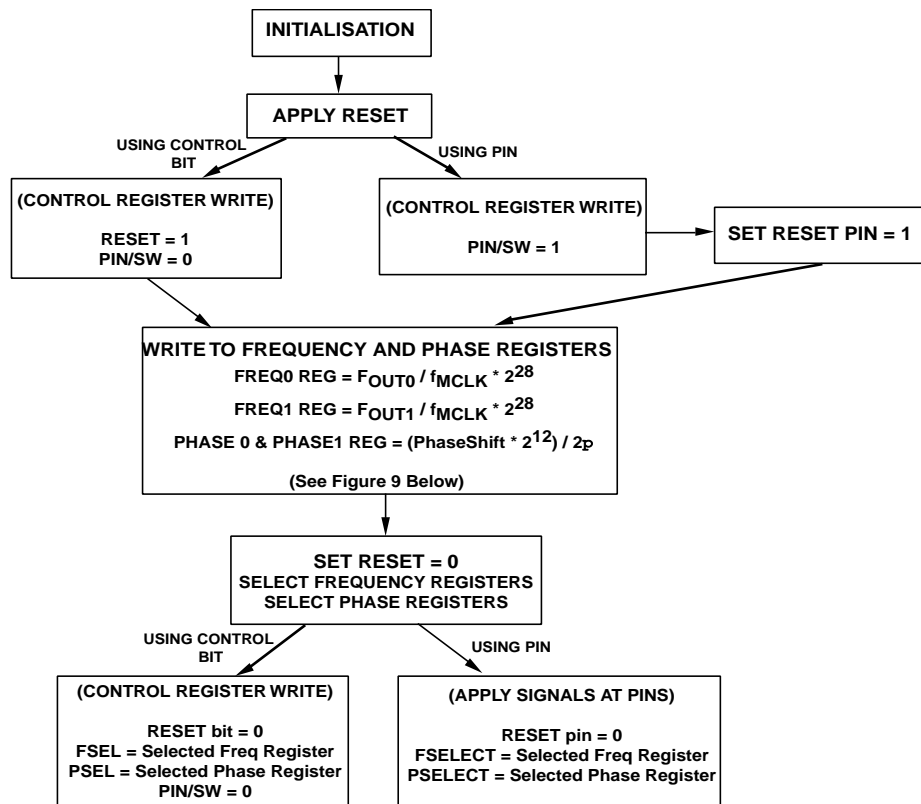 INITIALISATION
APPLY RESET
USING CONTROL
BIT
USING PIN
(CONTROL REGISTER WRITE)
RESET = 1
PIN/SW = 0
(CONTROL REGISTER WRITE)
PIN/SW = 1
SET RESET PIN = 1
WRITE TO FREQUENCY AND PHASE REGISTERS
FREQ0 REG = F_OUT0 / f_MCLK * 2^28
FREQ1 REG = F_OUT1 / f_MCLK * 2^28
PHASE 0 & PHASE1 REG = (PhaseShift * 2^12) / 2p
(See Figure 9 Below)
SET RESET = 0
SELECT FREQUENCY REGISTERS
SELECT PHASE REGISTERS
USING CONTROL
BIT
USING PIN
(CONTROL REGISTER WRITE)
RESET bit = 0
FSEL = Selected Freq Register
PSEL = Selected Phase Register
PIN/SW = 0
(APPLY SIGNALS AT PINS)
RESET pin = 0
FSELECT = Selected Freq Register
PSELECT = Selected Phase Register